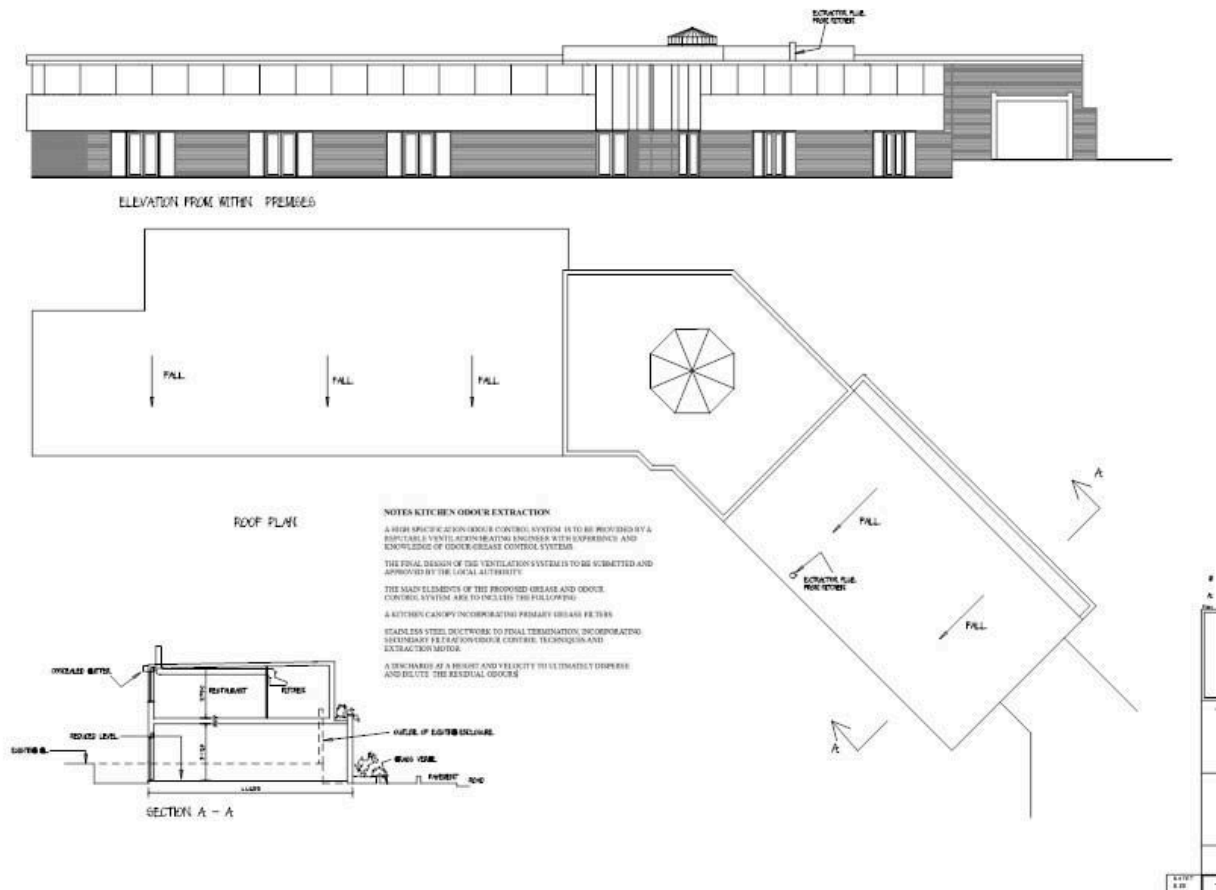 EXTRACTOR FLUE
FROM KITCHEN
ELEVATION FROM WITHIN PREMISES
FALL
FALL
FALL
ROOF PLAN
NOTES KITCHEN ODOUR EXTRACTION
A HIGH SPECIFICATION ODOUR CONTROL SYSTEM IS TO BE PROVIDED BY A
REPUTABLE VENTILATION/HEATING ENGINEER WITH EXPERIENCE AND
KNOWLEDGE OF ODOUR/GREASE CONTROL SYSTEMS
THE FINAL DESIGN OF THE VENTILATION SYSTEM IS TO BE SUBMITTED AND
APPROVED BY THE LOCAL AUTHORITY
THE MAIN ELEMENTS OF THE PROPOSED GREASE AND ODOUR
CONTROL SYSTEM ARE TO INCLUDE THE FOLLOWING
A KITCHEN CANOPY INCORPORATING PRIMARY GREASE FILTERS
STAINLESS STEEL DUCTWORK TO FINAL TERMINATION, INCORPORATING
SECONDARY FILTRATION/ODOUR CONTROL TECHNIQUES AND
EXTRACTION MOTOR
A DISCHARGE AT A HEIGHT AND VELOCITY TO ULTIMATELY DISPERSE
AND DILUTE THE RESIDUAL ODOURS
A
FALL
EXTRACTOR FLUE
FROM KITCHEN
FALL
A
CONCEALED GUTTER
RESTAURANT
KITCHEN
REDUCED LEVEL
OUTLINE OF EXISTING ENCLOSURE
EXISTING GL
GRASS VERGE
PAVEMENT
ROAD
SECTION A - A